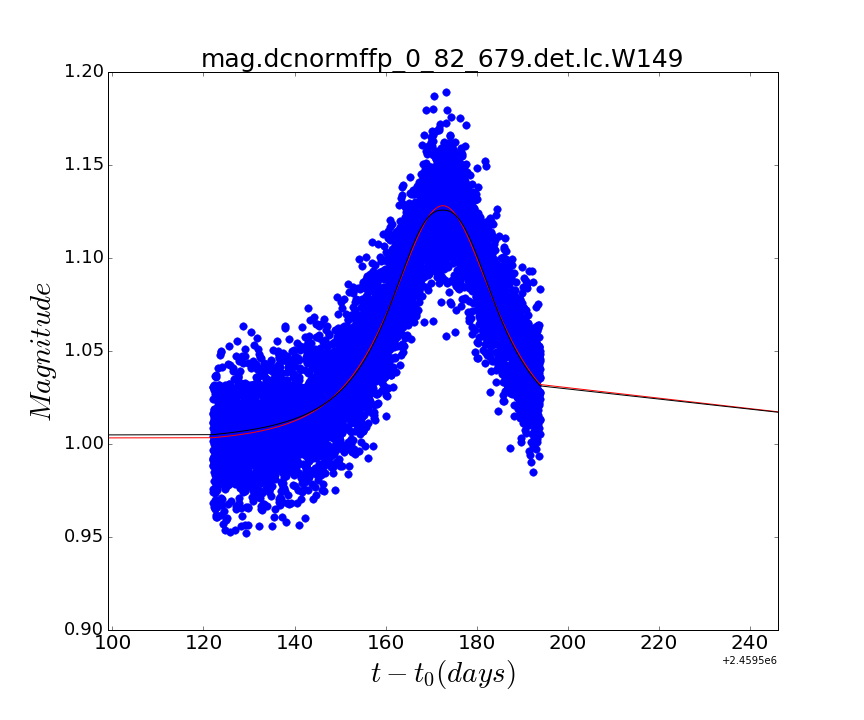 mag.dcnormffp_0_82_679.det.lc.W149
1.20
1.15
1.10
1.05
1.00
0.95
0.90
Magnitude
100 120 140 160 180 200 220 240
+2.4595e6
t − t₀(days)